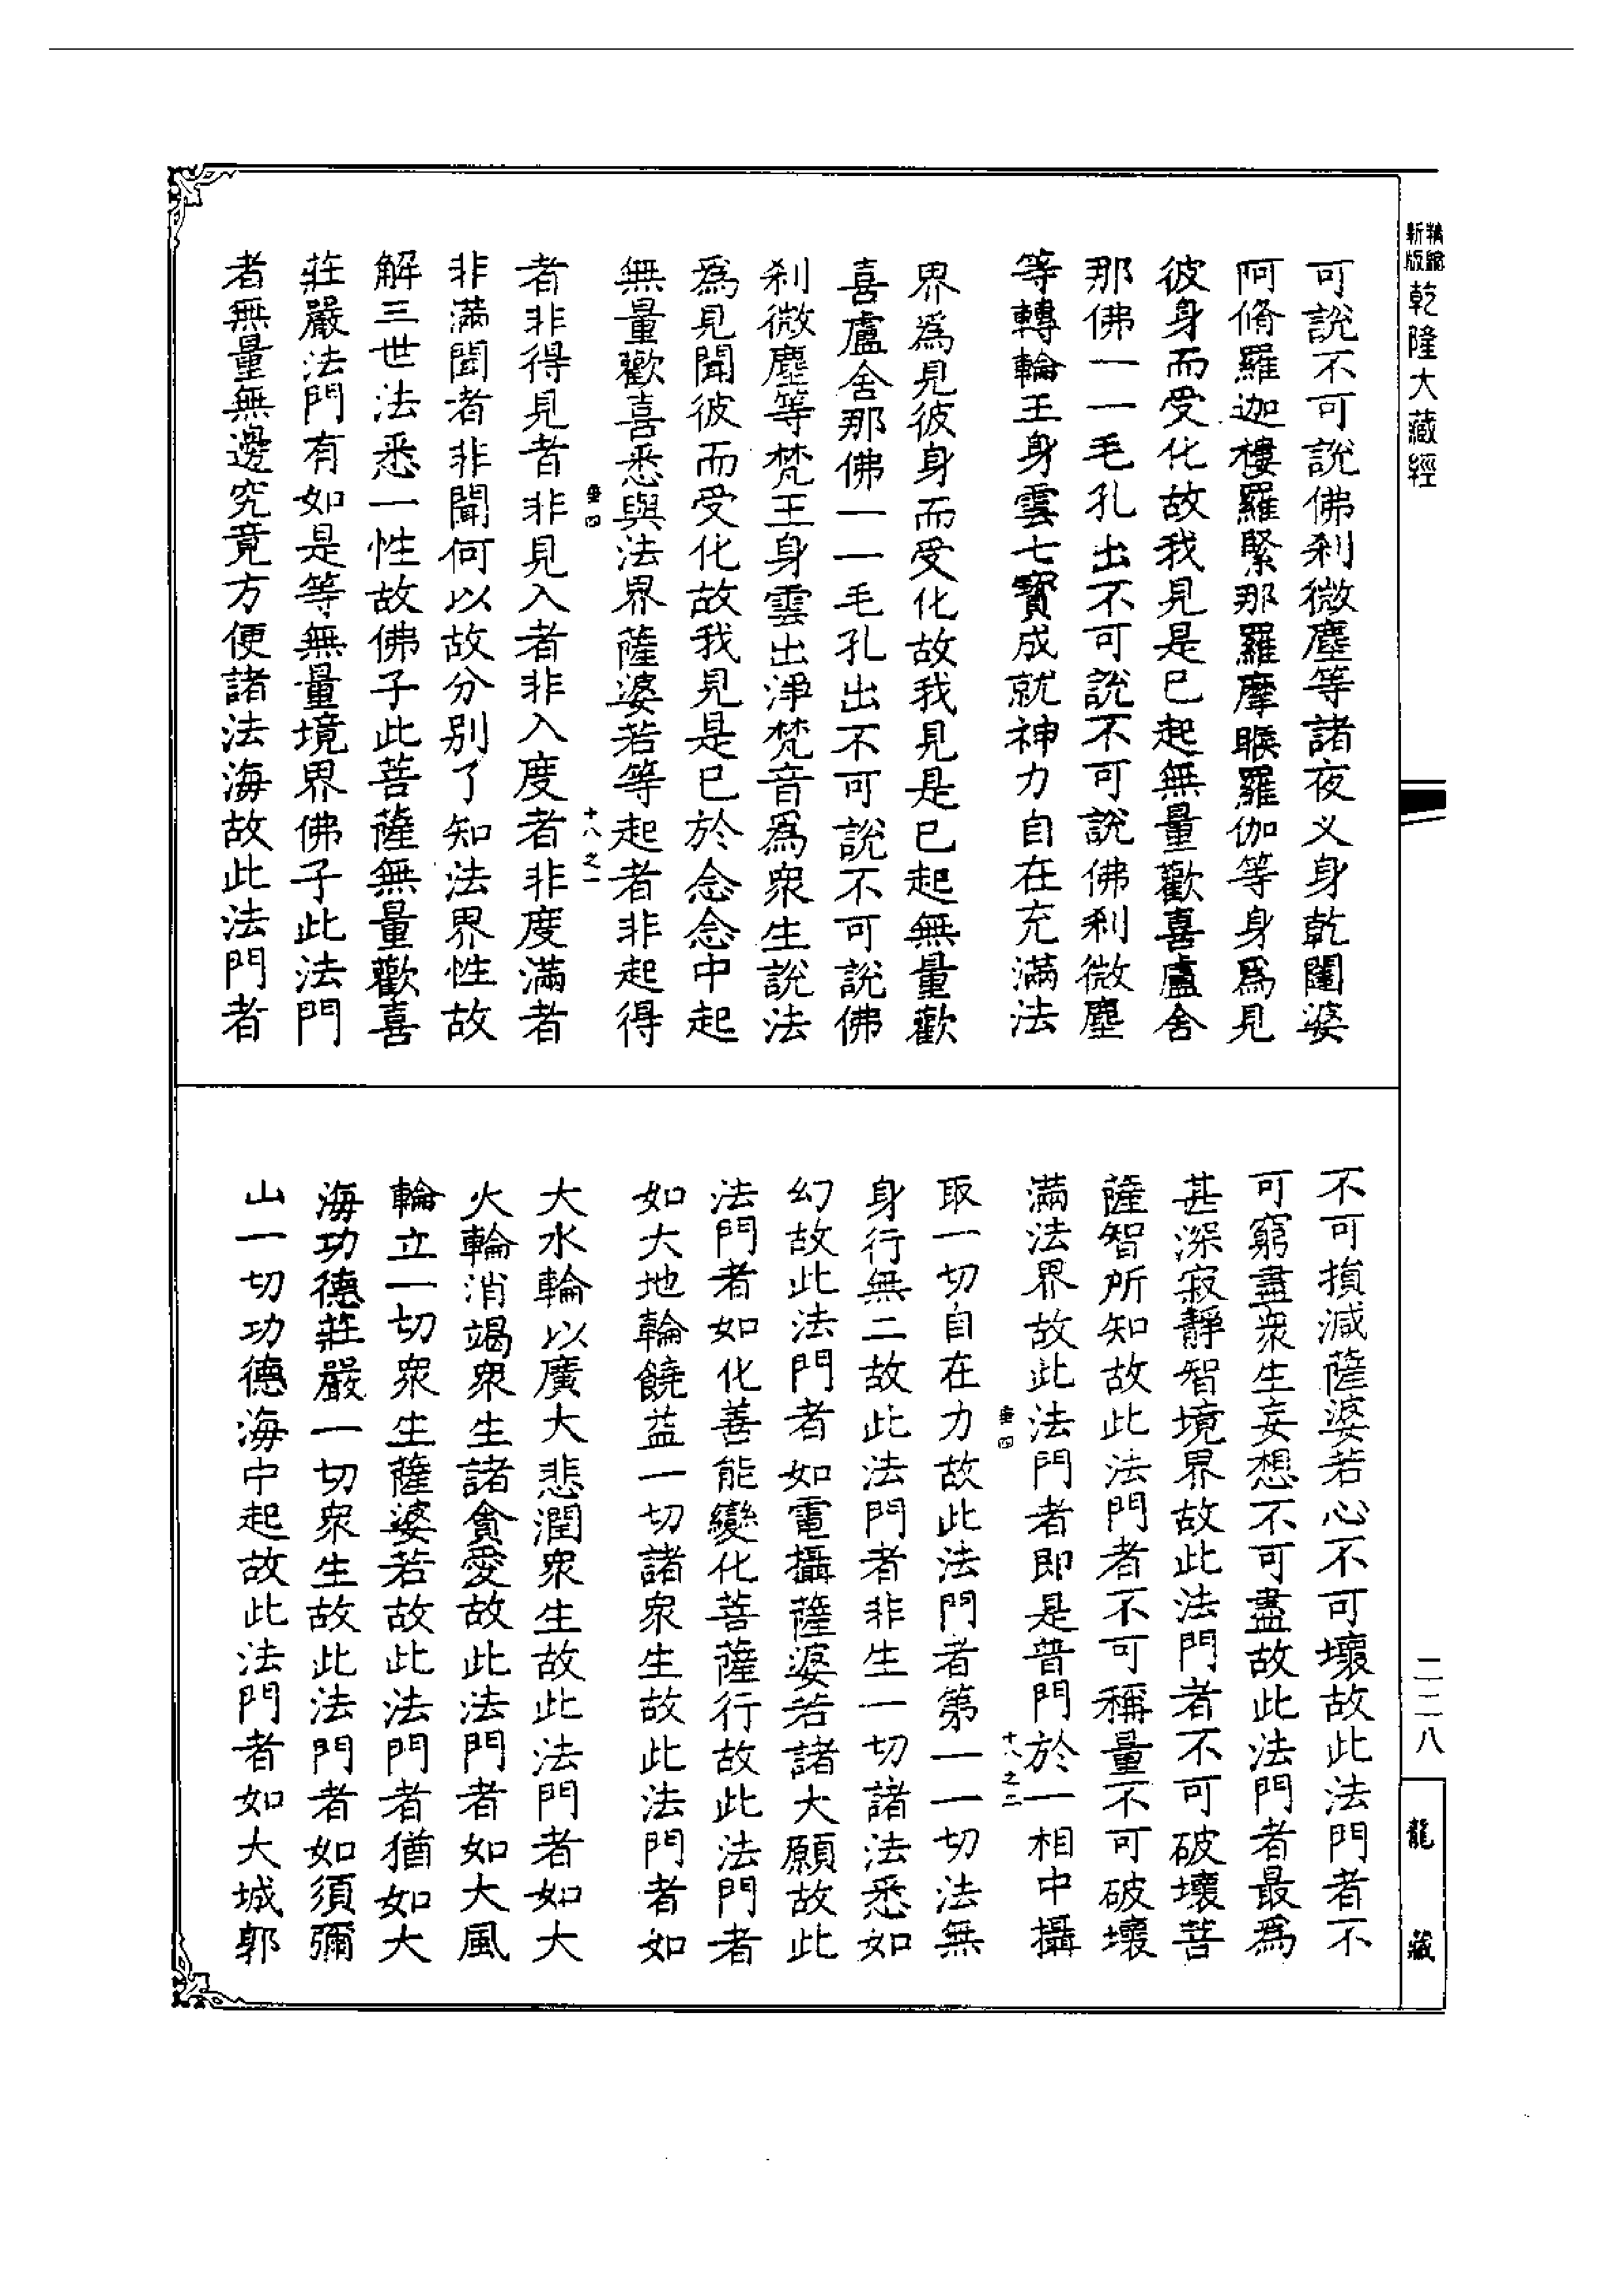 新版
乾隆大藏經
可說不可說佛剎微塵等諸夜义身乾闥婆
阿脩羅迦樓羅緊那羅摩睺羅伽等身爲見
彼身而受化故我見是巳起無量歡喜盧舍
那佛一一毛孔出不可說不可說佛剎微塵
等轉輪王身雲七寶成就神力自在充滿法
界爲見彼身而受化故我見是已起無量歡
喜盧舍那佛一一毛孔出不可說不可說佛
剎微塵等梵王身雲出淨梵音爲衆生說法
爲見聞彼而受化故我見是巳於念念中起
無量歡喜悉與法界薩婆若等起者非起得
垂四
十八之一
者非得見者非見入者非入度者非度滿者
非滿聞者非聞何以故分別了知法界性故
解三世法悉一性故佛子此菩薩無量歡喜
莊嚴法門有如是等無量境界佛子此法門
者無量無邊究竟方便諸法海故此法門者
不可損減薩婆若心不可壞故此法門者不
可窮盡衆生妄想不可盡故此法門者最爲
甚深寂靜智境界故此法門者不可破壞菩
薩智所知故此法門者不可稱量不可破壞
滿法界故此法門者即是普門於一相中攝
垂四
十八之二
取一切自在力故此法門者第一一切法無
身行無二故此法門者非生一切諸法悉如
幻故此法門者如電攝薩婆若諸大願故此
法門者如化善能變化菩薩行故此法門者
如大地輪饒益一切諸衆生故此法門者如
大水輪以廣大悲潤衆生故此法門者如大
火輪消竭衆生諸貪愛故此法門者如大風
輪立一切衆生薩婆若故此法門者猶如大
海功德莊嚴一切衆生故此法門者如須彌
山一切功德海中起故此法門者如大城郭
二二八
龍藏